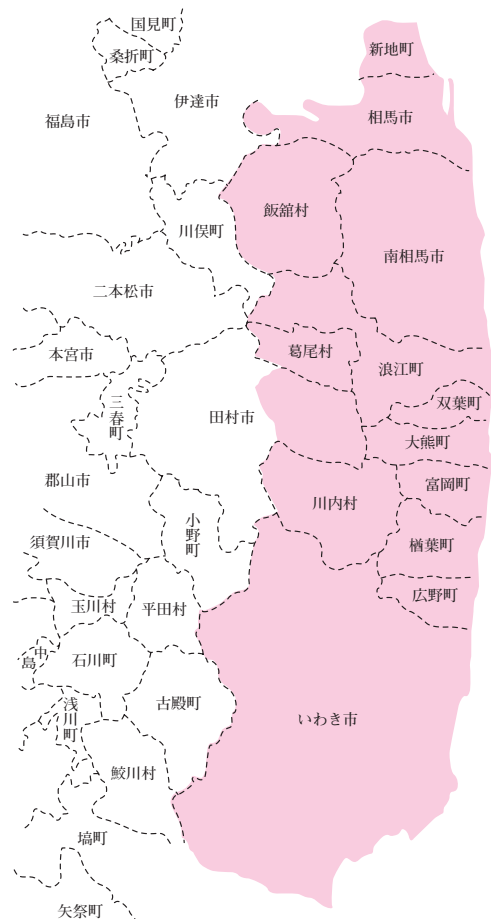 国見町
桑折町
新地町
伊達市
相馬市
福島市
飯舘村
川俣町
南相馬市
二本松市
本宮市
葛尾村
浪江町
三春町
双葉町
田村市
大熊町
郡山市
富岡町
川内村
小野町
須賀川市
楢葉町
広野町
玉川村
平田村
中島
石川町
浅川町
古殿町
いわき市
鮫川村
塙町
矢祭町